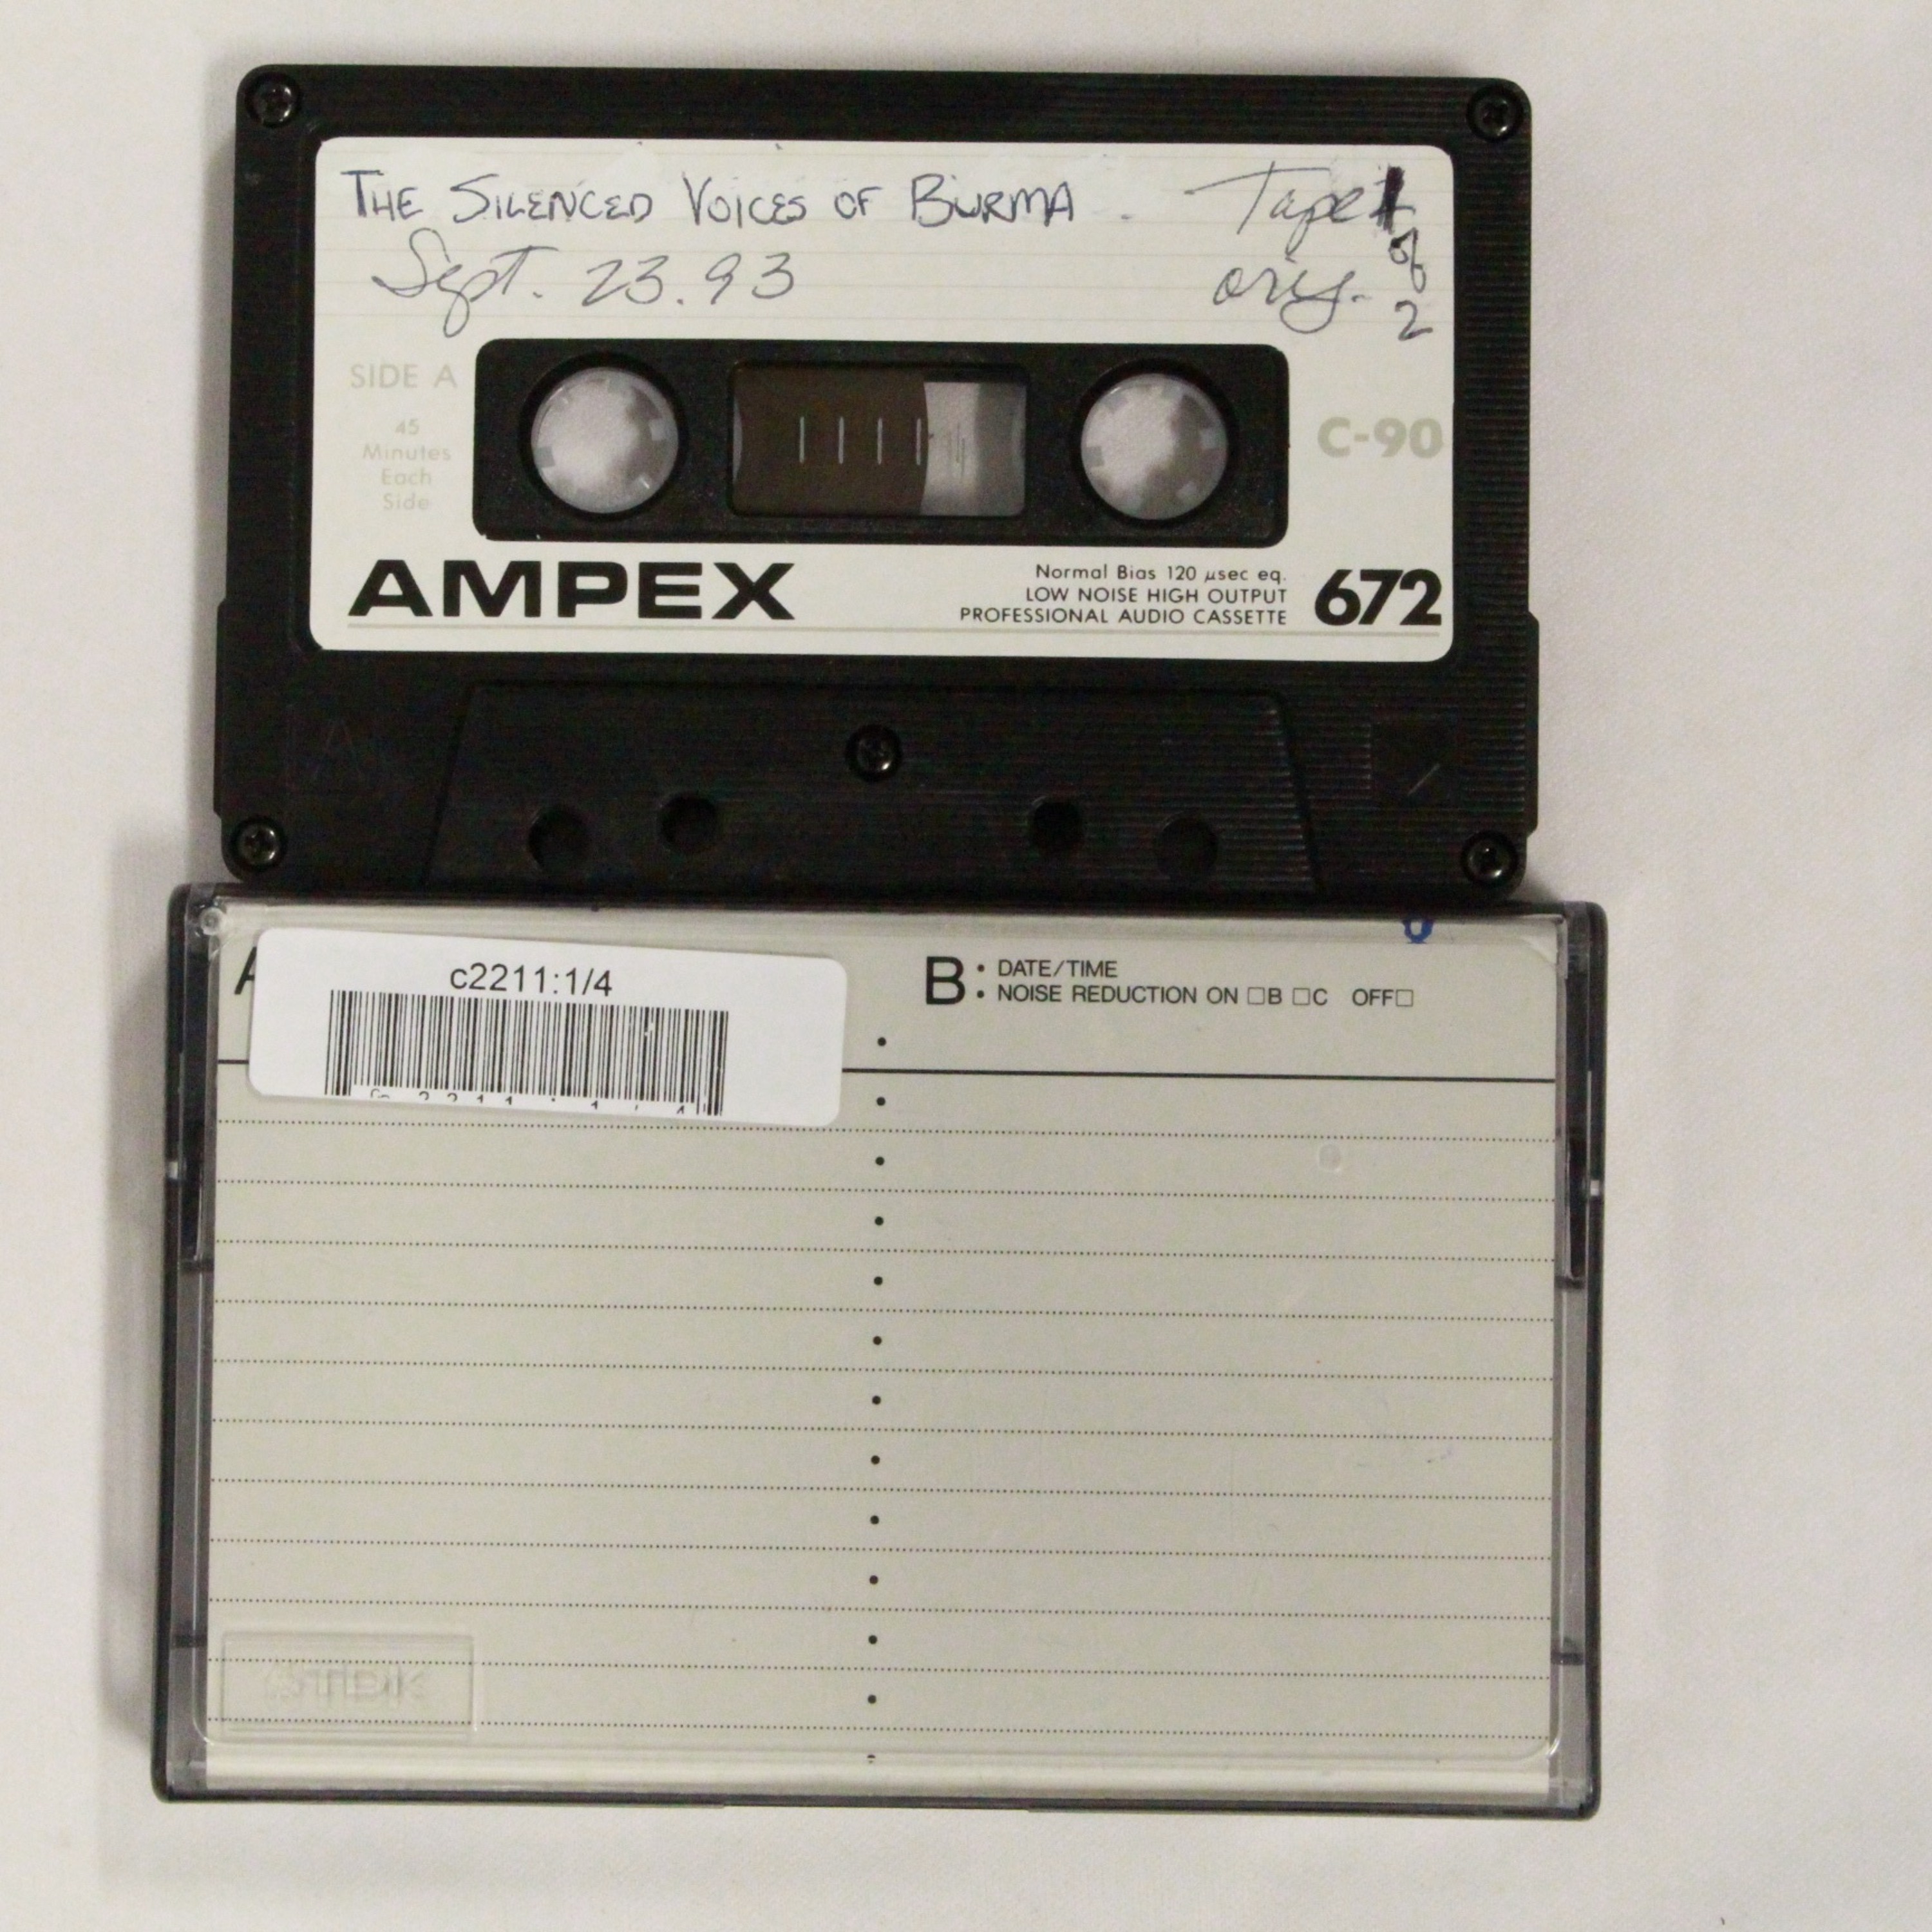 THE SILENCED VOICES OF BURMA. Tape 1 of 2
Sept. 23.93 orig.
SIDE A
45
Minutes
Each
Side
C-90
AMPEX
Normal Bias 120 µsec eq.
LOW NOISE HIGH OUTPUT
PROFESSIONAL AUDIO CASSETTE
672
A
c2211:1/4
B: DATE/TIME
NOISE REDUCTION ON □B □C OFF□
TDK